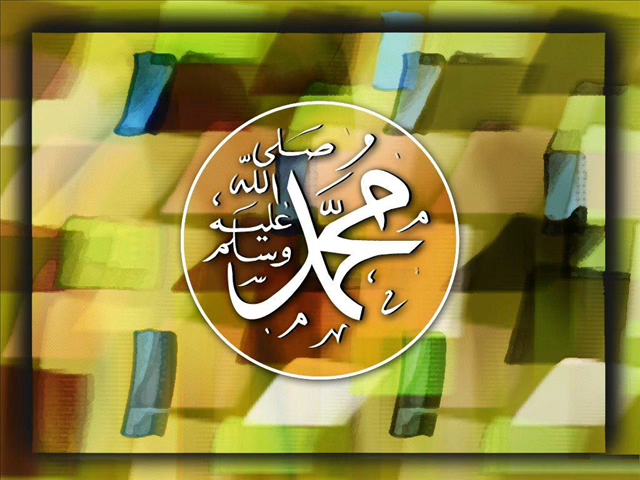 محمد
صلى
الله
عليه
وسلم